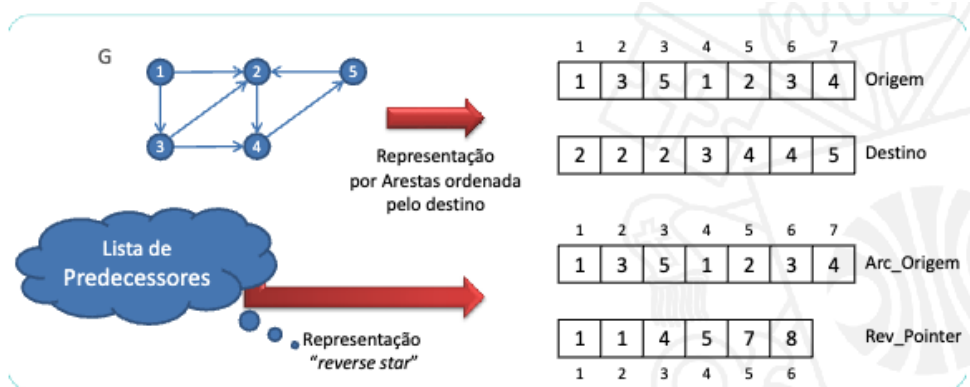 G
1 2 5
3 4
Representação
por Arestas ordenada
pelo destino
1 2 3 4 5 6 7
1 3 5 1 2 3 4 Origem
2 2 2 3 4 4 5 Destino
Lista de
Predecessores
Representação
“reverse star”
1 2 3 4 5 6 7
1 3 5 1 2 3 4 Arc_Origem
1 1 4 5 7 8 Rev_Pointer
1 2 3 4 5 6